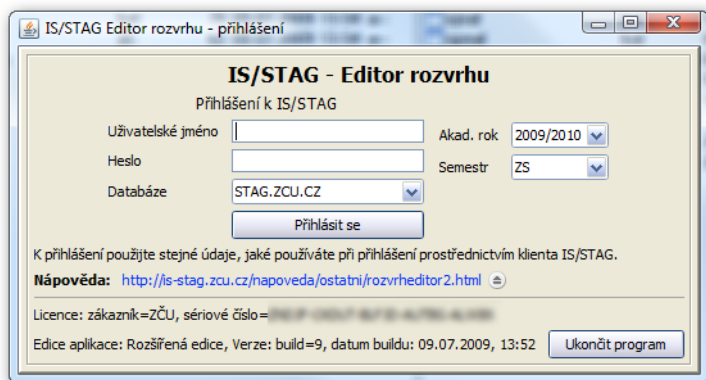 IS/STAG Editor rozvrhu - přihlášení
IS/STAG - Editor rozvrhu
Přihlášení k IS/STAG
Uživatelské jméno Akad. rok 2009/2010
Heslo Semestr ZS
Databáze STAG.ZCU.CZ
Přihlásit se
K přihlášení použijte stejné údaje, jaké používáte při přihlášení prostřednictvím klienta IS/STAG.
Nápověda: http://is-stag.zcu.cz/napoveda/ostatni/rozvrheditor2.html
Licence: zákazník=ZČU, sériové číslo=
Edice aplikace: Rozšířená edice, Verze: build=9, datum buildu: 09.07.2009, 13:52 Ukončit program